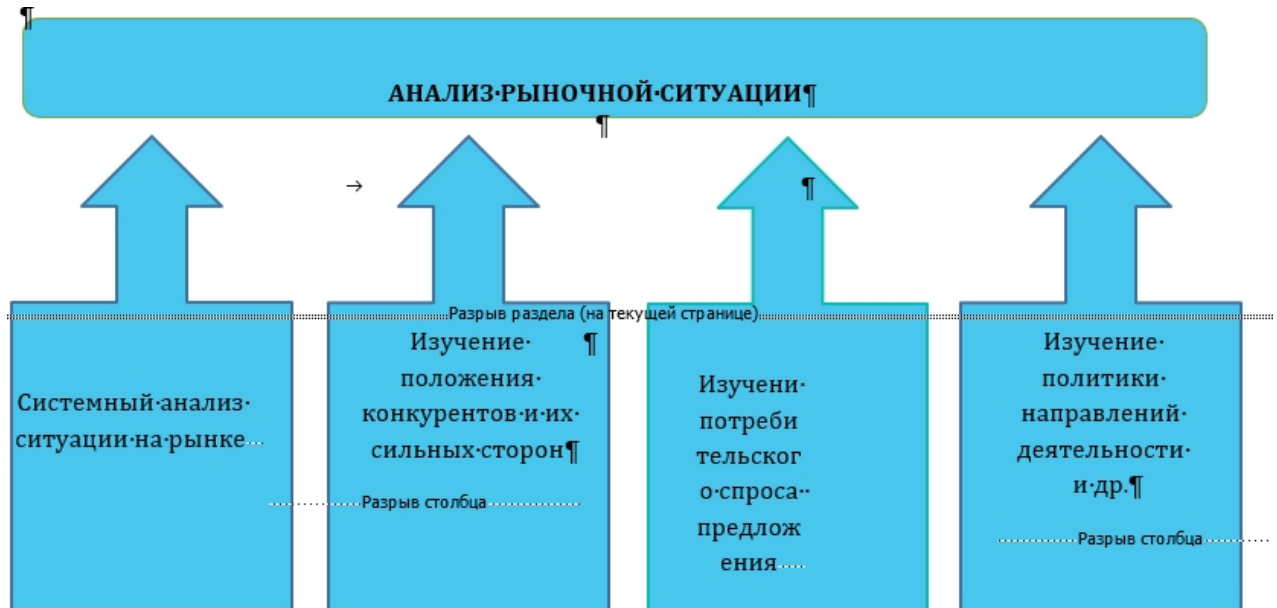 АНАЛИЗ·РЫНОЧНОЙ·СИТУАЦИИ¶
Разрыв раздела (на текущей странице)
Системный·анализ·
ситуации·на·рынке
Изучение· ¶
положения·
конкурентов·и·их·
сильных·сторон¶
Разрыв столбца
Изучени·
потреби
тельског
о·спроса··
предлож
ения
Изучение·
политики·
направлений·
деятельности·
и·др.¶
Разрыв столбца